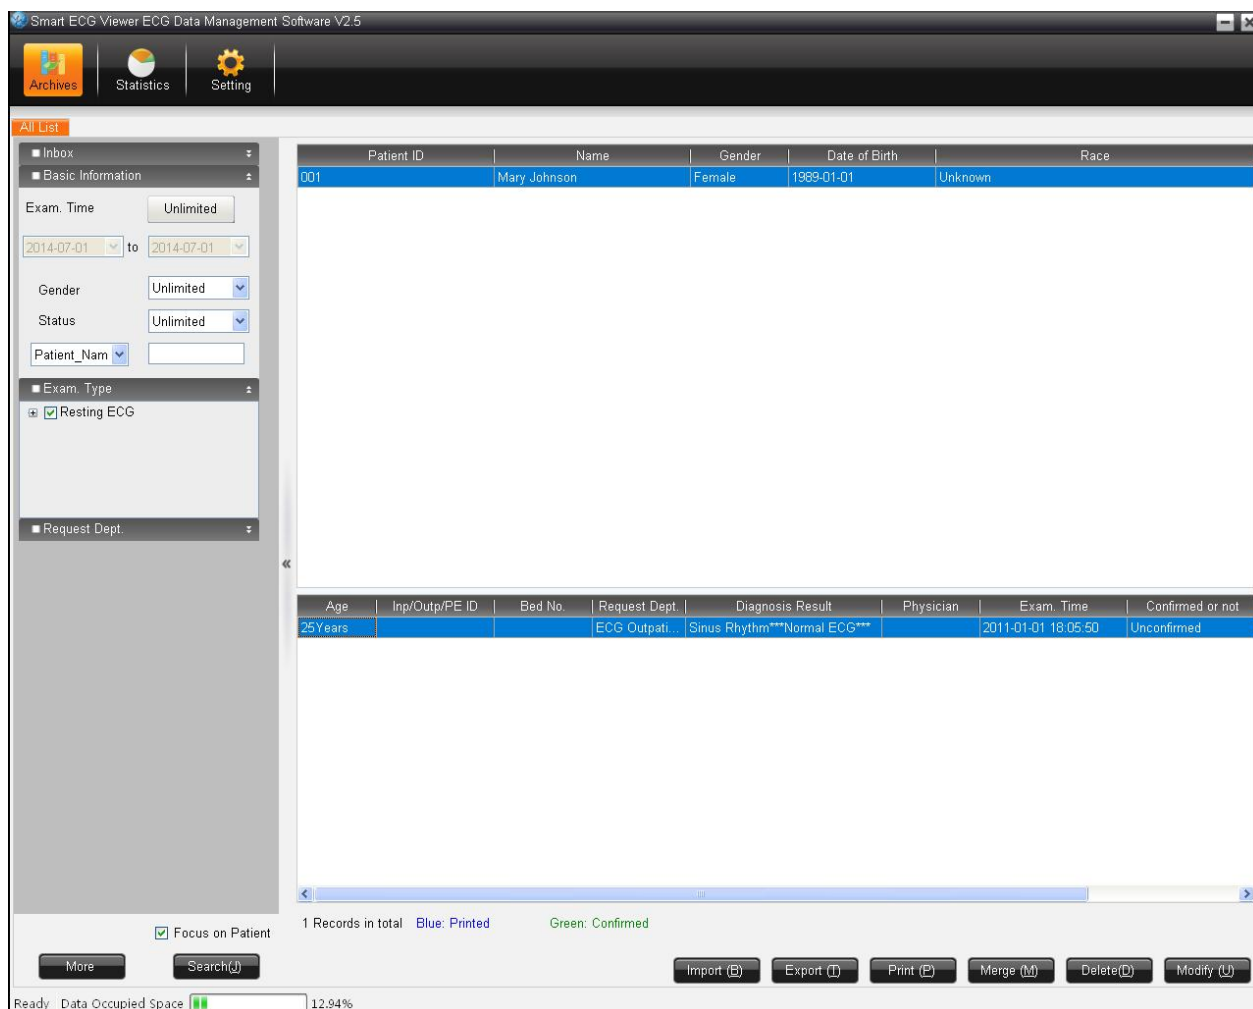 Smart ECG Viewer ECG Data Management Software V2.5
Archives Statistics Setting
All List
Inbox
Basic Information
Exam. Time Unlimited
2014-07-01 to 2014-07-01
Gender Unlimited
Status Unlimited
Patient_Nam
Exam. Type
Resting ECG
Request Dept.
Patient ID Name Gender Date of Birth Race
001 Mary Johnson Female 1989-01-01 Unknown
«
Age Inp/Outp/PE ID Bed No. Request Dept. Diagnosis Result Physician Exam. Time Confirmed or not
25Years ECG Outpati... Sinus Rhythm***Normal ECG*** 2011-01-01 18:05:50 Unconfirmed
1 Records in total Blue: Printed Green: Confirmed
Focus on Patient
More Search(J)
Import (B) Export (T) Print (P) Merge (M) Delete(D) Modify (U)
Ready Data Occupied Space 12.94%